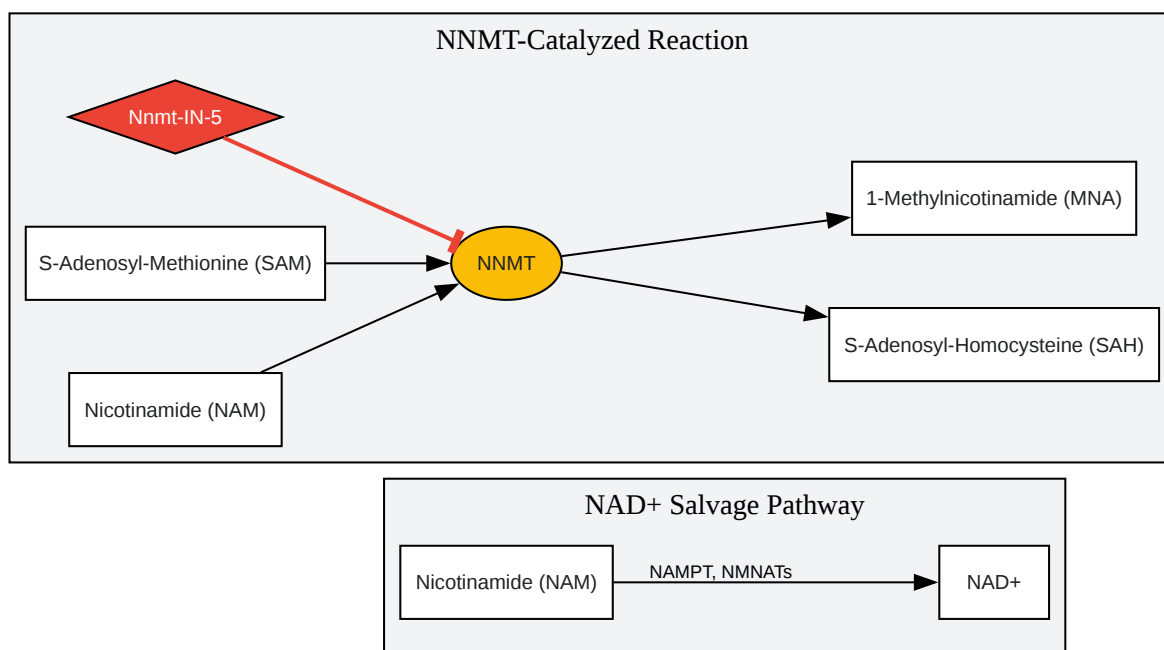 NNMT-Catalyzed Reaction
Nnmt-IN-5
S-Adenosyl-Methionine (SAM)
Nicotinamide (NAM)
NNMT
1-Methylnicotinamide (MNA)
S-Adenosyl-Homocysteine (SAH)
NAD+ Salvage Pathway
Nicotinamide (NAM)
NAMPT, NMNATs
NAD+